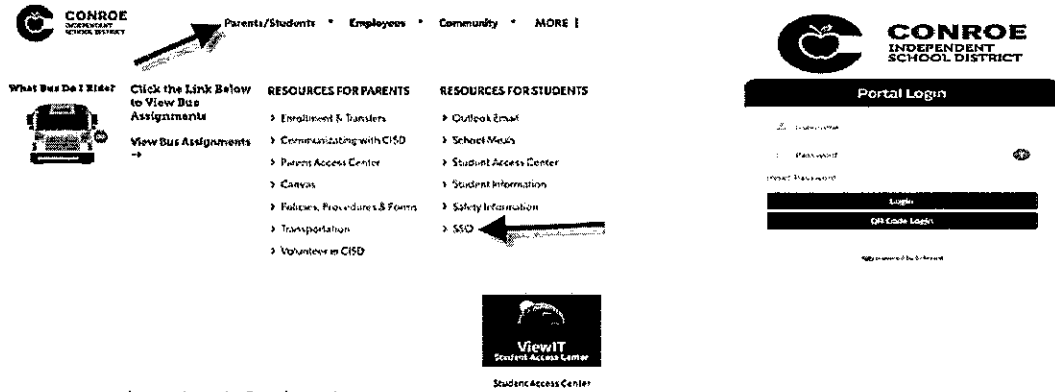 CONROE
INDEPENDENT
SCHOOL DISTRICT
Parents/Students
Employees
Community
MORE
What Bus Do I Ride?
Click the Link Below
to View Bus
Assignments
View Bus Assignments
→
RESOURCES FOR PARENTS
> Enrollment & Transfers
> Communicating with CISD
> Parent Access Center
> Canvas
> Policies, Procedures & Forms
> Transportation
> Volunteer in CISD
RESOURCES FOR STUDENTS
> Outlook Email
> School Meals
> Student Access Center
> Student Information
> Safety Information
> SSO
ViewIT
Student Access Center
Student Access Center
CONROE
INDEPENDENT
SCHOOL DISTRICT
Portal Login
Username
Password
Login
QR Code Login